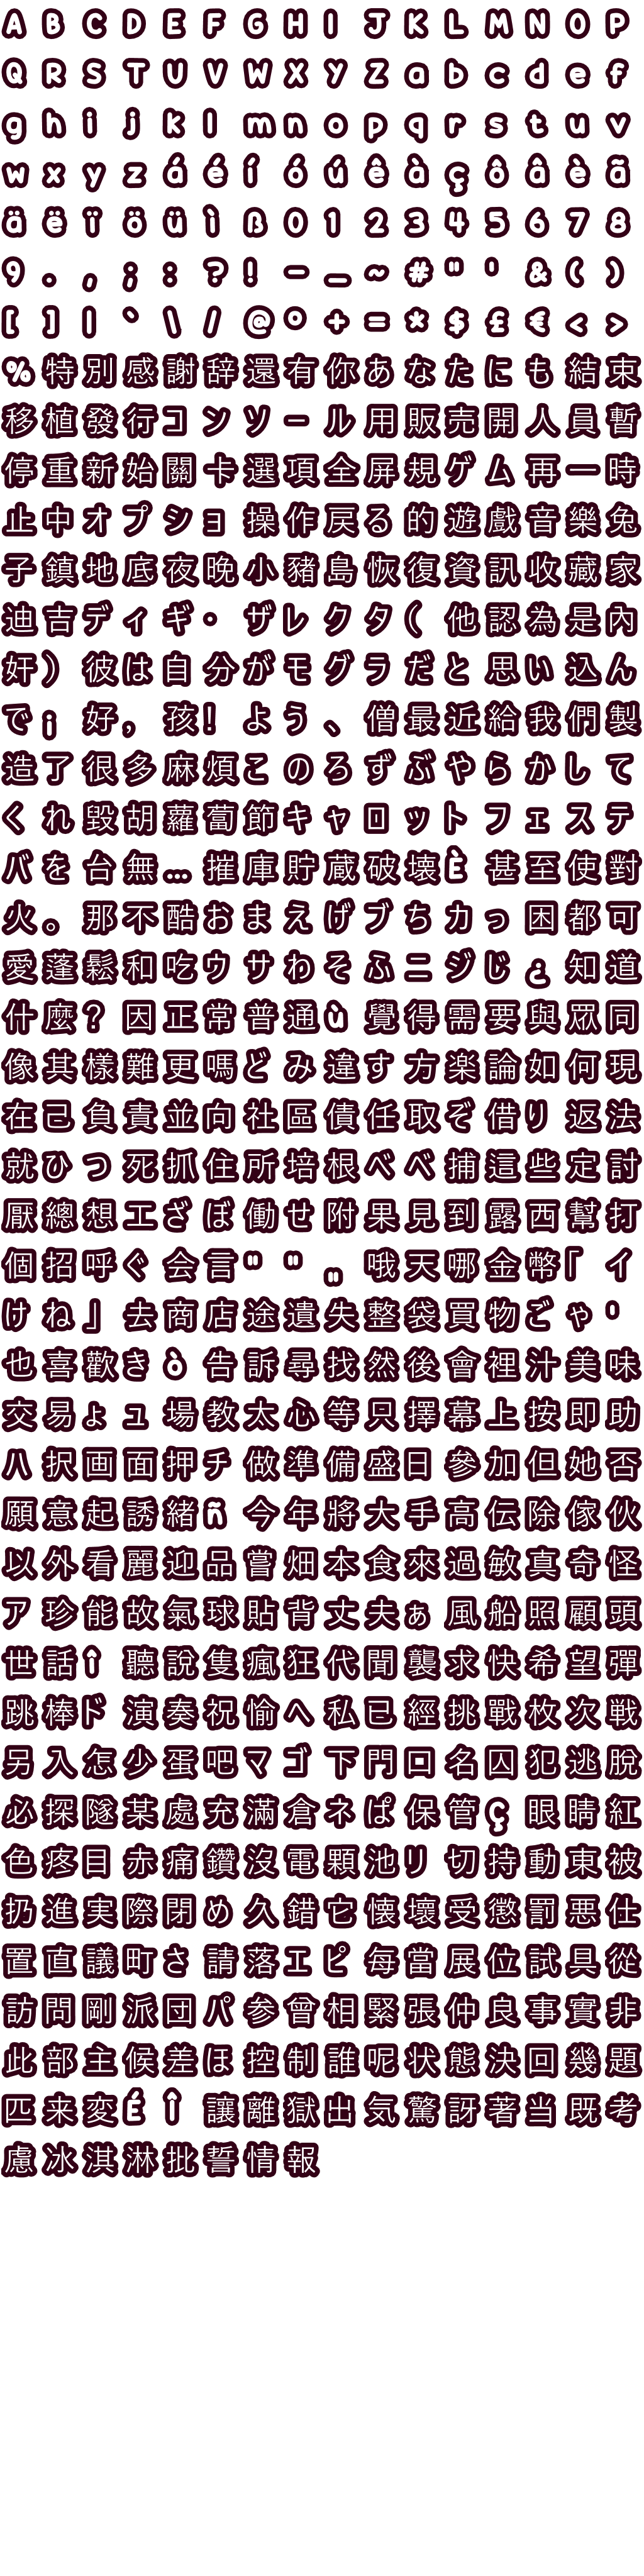 A B C D E F G H I J K L M N O P
Q R S T U V W X Y Z a b c d e f
g h i j k l m n o p q r s t u v
w x y z á é í ó ú ê à ç ô â è ã
ä ë ï ö ü ì ß 0 1 2 3 4 5 6 7 8
9 . , ; : ? ! - _ ~ # " ' & ( )
[ ] | ` \ / @ ° + = * $ £ € < >
% 特 別 感 謝 辞 還 有 你 あ な た に も 結 束
移 植 發 行 コ ン ソ ー ル 用 販 売 開 人 員 暫
停 重 新 始 關 卡 選 項 全 屏 規 ゲ ム 再 一 時
止 中 オ プ シ ョ 操 作 戻 る 的 遊 戲 音 樂 兔
子 鎮 地 底 夜 晚 小 豬 島 恢 復 資 訊 收 藏 家
迪 吉 デ ィ ギ · ザ レ ク タ ( 他 認 為 是 內
奸 ) 彼 は 自 分 が モ グ ラ だ と 思 い 込 ん
で ¡ 好 , 孩 ! よ う 、 僧 最 近 給 我 們 製
造 了 很 多 麻 煩 こ の ろ ず ぶ や ら か し て
く れ 毀 胡 蘿 蔔 節 キ ャ ロ ッ ト フ ェ ス テ
バ を 台 無 … 摧 庫 貯 蔵 破 壊 È 甚 至 使 對
火 。 那 不 酷 お ま え げ ブ ち カ っ 困 都 可
愛 蓬 鬆 和 吃 ウ サ わ そ ふ ニ ジ じ ¿ 知 道
什 麼 ? 因 正 常 普 通 ù 覺 得 需 要 與 眾 同
像 其 樣 難 更 嗎 ど み 違 す 方 楽 論 如 何 現
在 己 負 責 並 向 社 區 債 任 取 ぞ 借 り 返 法
就 ひ つ 死 抓 住 所 培 根 べ ベ 捕 這 些 定 討
厭 總 想 工 ざ ぼ 働 せ 附 果 見 到 露 西 幫 打
個 招 呼 ぐ 会 言 " " „ 哦 天 哪 金 幣 「 イ
け ね 」 去 商 店 途 遺 失 整 袋 買 物 ご ゃ '
也 喜 歡 き ò 告 訴 尋 找 然 後 會 裡 汁 美 味
交 易 ょ ュ 場 教 太 心 等 只 擇 幕 上 按 即 助
八 択 画 面 押 チ 做 準 備 盛 日 參 加 但 她 否
願 意 起 誘 緒 ñ 今 年 將 大 手 高 伝 除 傢 伙
以 外 看 麗 迎 品 嘗 畑 本 食 來 過 敏 真 奇 怪
ア 珍 能 故 氣 球 貼 背 丈 夫 ぁ 風 船 照 顧 頭
世 話 î 聽 說 隻 瘋 狂 代 聞 襲 求 快 希 望 彈
跳 棒 ド 演 奏 祝 愉 へ 私 已 經 挑 戰 枚 次 戦
另 入 怎 少 蛋 吧 マ ゴ 下 門 口 名 囚 犯 逃 脫
必 探 隊 某 處 充 滿 倉 ネ ぱ 保 管 Ç 眼 睛 紅
色 疼 目 赤 痛 鑽 沒 電 顆 池 リ 切 持 動 東 被
扔 進 実 際 閉 め 久 錯 它 懐 壞 受 懲 罰 悪 仕
置 直 議 町 さ 請 落 エ ピ 每 當 展 位 試 具 從
訪 問 剛 派 団 パ 参 曾 相 緊 張 仲 良 事 實 非
此 部 主 候 差 ほ 控 制 誰 呢 状 態 決 回 幾 題
匹 来 変 É Î 讓 離 獄 出 気 驚 訝 著 当 既 考
慮 冰 淇 淋 批 誓 情 報